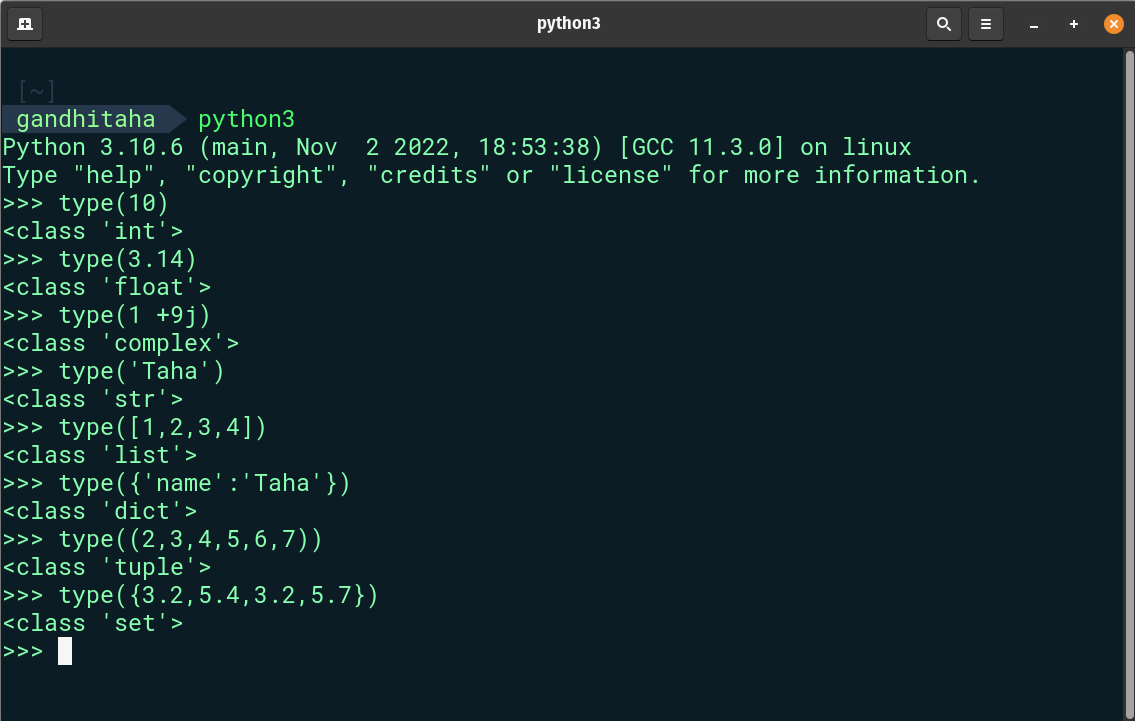 python3
[~]
gandhitaha python3
Python 3.10.6 (main, Nov  2 2022, 18:53:38) [GCC 11.3.0] on linux
Type "help", "copyright", "credits" or "license" for more information.
>>> type(10)
<class 'int'>
>>> type(3.14)
<class 'float'>
>>> type(1 +9j)
<class 'complex'>
>>> type('Taha')
<class 'str'>
>>> type([1,2,3,4])
<class 'list'>
>>> type({'name':'Taha'})
<class 'dict'>
>>> type((2,3,4,5,6,7))
<class 'tuple'>
>>> type({3.2,5.4,3.2,5.7})
<class 'set'>
>>>